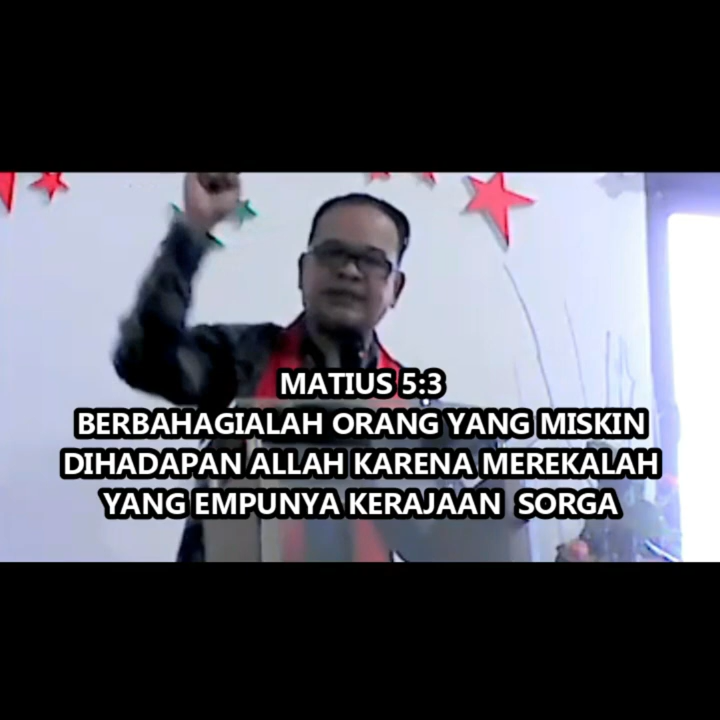 MATIUS 5:3
BERBAHAGIALAH ORANG YANG MISKIN
DIHADAPAN ALLAH KARENA MEREKALAH
YANG EMPUNYA KERAJAAN SORGA